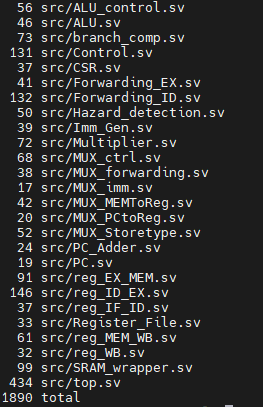 56 src/ALU_control.sv
46 src/ALU.sv
73 src/branch_comp.sv
131 src/Control.sv
37 src/CSR.sv
41 src/Forwarding_EX.sv
132 src/Forwarding_ID.sv
50 src/Hazard_detection.sv
39 src/Imm_Gen.sv
72 src/Multiplier.sv
68 src/MUX_ctrl.sv
38 src/MUX_forwarding.sv
17 src/MUX_imm.sv
42 src/MUX_MEMToReg.sv
20 src/MUX_PCtoReg.sv
52 src/MUX_Storetype.sv
24 src/PC_Adder.sv
19 src/PC.sv
91 src/reg_EX_MEM.sv
146 src/reg_ID_EX.sv
37 src/reg_IF_ID.sv
33 src/Register_File.sv
61 src/reg_MEM_WB.sv
32 src/reg_WB.sv
99 src/SRAM_wrapper.sv
434 src/top.sv
1890 total